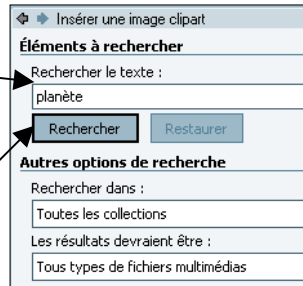 Insérer une image clipart
Éléments à rechercher
Rechercher le texte :
planète
Rechercher Restaurer
Autres options de recherche
Rechercher dans :
Toutes les collections
Les résultats devraient être :
Tous types de fichiers multimédias